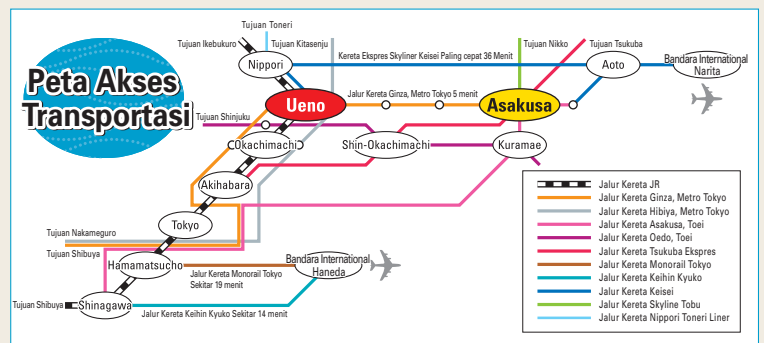 Peta Akses
Transportasi
Tujuan Toneri
Tujuan Ikebukuro
Tujuan Kitasenju
Kereta Ekspres Skyliner Keisei Paling cepat 36 Menit
Tujuan Nikko
Tujuan Tsukuba
Nippori
Aoto
Bandara International
Narita
Ueno
Jalur Kereta Ginza, Metro Tokyo 5 menit
Asakusa
Tujuan Shinjuku
Okachimachi
Shin-Okachimachi
Kuramae
Akihabara
Tokyo
Tujuan Nakameguro
Tujuan Shibuya
Hamamatsucho
Jalur Kereta Monorail Tokyo
Sekitar 19 menit
Bandara International
Haneda
Tujuan Shibuya
Shinagawa
Jalur Kereta Keihin Kyuko Sekitar 14 menit
Jalur Kereta JR
Jalur Kereta Ginza, Metro Tokyo
Jalur Kereta Hibiya, Metro Tokyo
Jalur Kereta Asakusa, Toei
Jalur Kereta Oedo, Toei
Jalur Kereta Tsukuba Ekspres
Jalur Kereta Monorail Tokyo
Jalur Kereta Keihin Kyuko
Jalur Kereta Keisei
Jalur Kereta Skyline Tobu
Jalur Kereta Nippori Toneri Liner